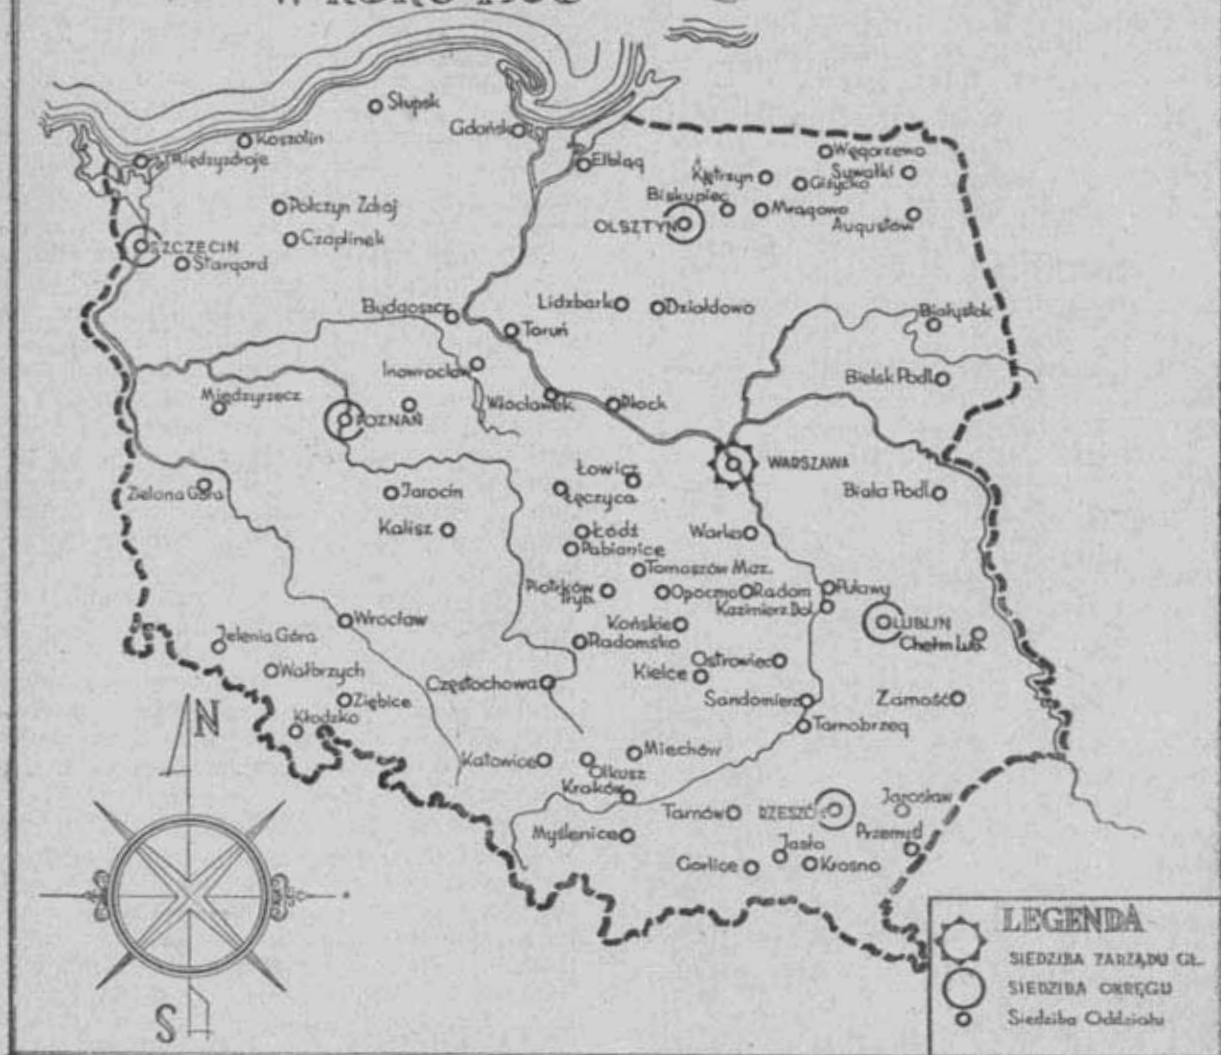 Słupsk
Gdańsk
Koszolin
Międzyzdroje
Elbląg
Węgorzewo
Suwałki
Kętrzyn
Giżycko
Biskupiec
Mrągowo
OLSZTYN
Augustów
Połczyn Zdrój
SZCZECIN
Czaplinek
Stargard
Bydgoszcz
Lidzbark
Działdowo
Białystok
Toruń
Inowrocław
Bielsk Podl.
Międzyrzecz
Włocławek
Płock
POZNAŃ
WARSZAWA
Łowicz
Zielona Góra
Jarocin
Łęczyca
Biała Podl.
Kalisz
Łódź
Warka
Pabianice
Tomaszów Maz.
Piotrków
Tryb.
Opoczno
Radom
Puławy
Kazimierz Dol.
Wrocław
Końskie
LUBLIN
Jelenia Góra
Radomsko
Chełm Lub.
Wałbrzych
Ostrowiec
Kielce
Częstochowa
Ziębice
Sandomierz
Zamość
Kłodzko
Tarnobrzeg
N
Miechów
Katowice
Olkusz
Kraków
Jarosław
Tarnów
RZESZÓW
Myślenice
Przemyśl
Jasło
Gorlice
Krosno
LEGENDA
SIEDZIBA ZARZĄDU GŁ.
SIEDZIBA OKRĘGU
Siedziba Oddziału
S